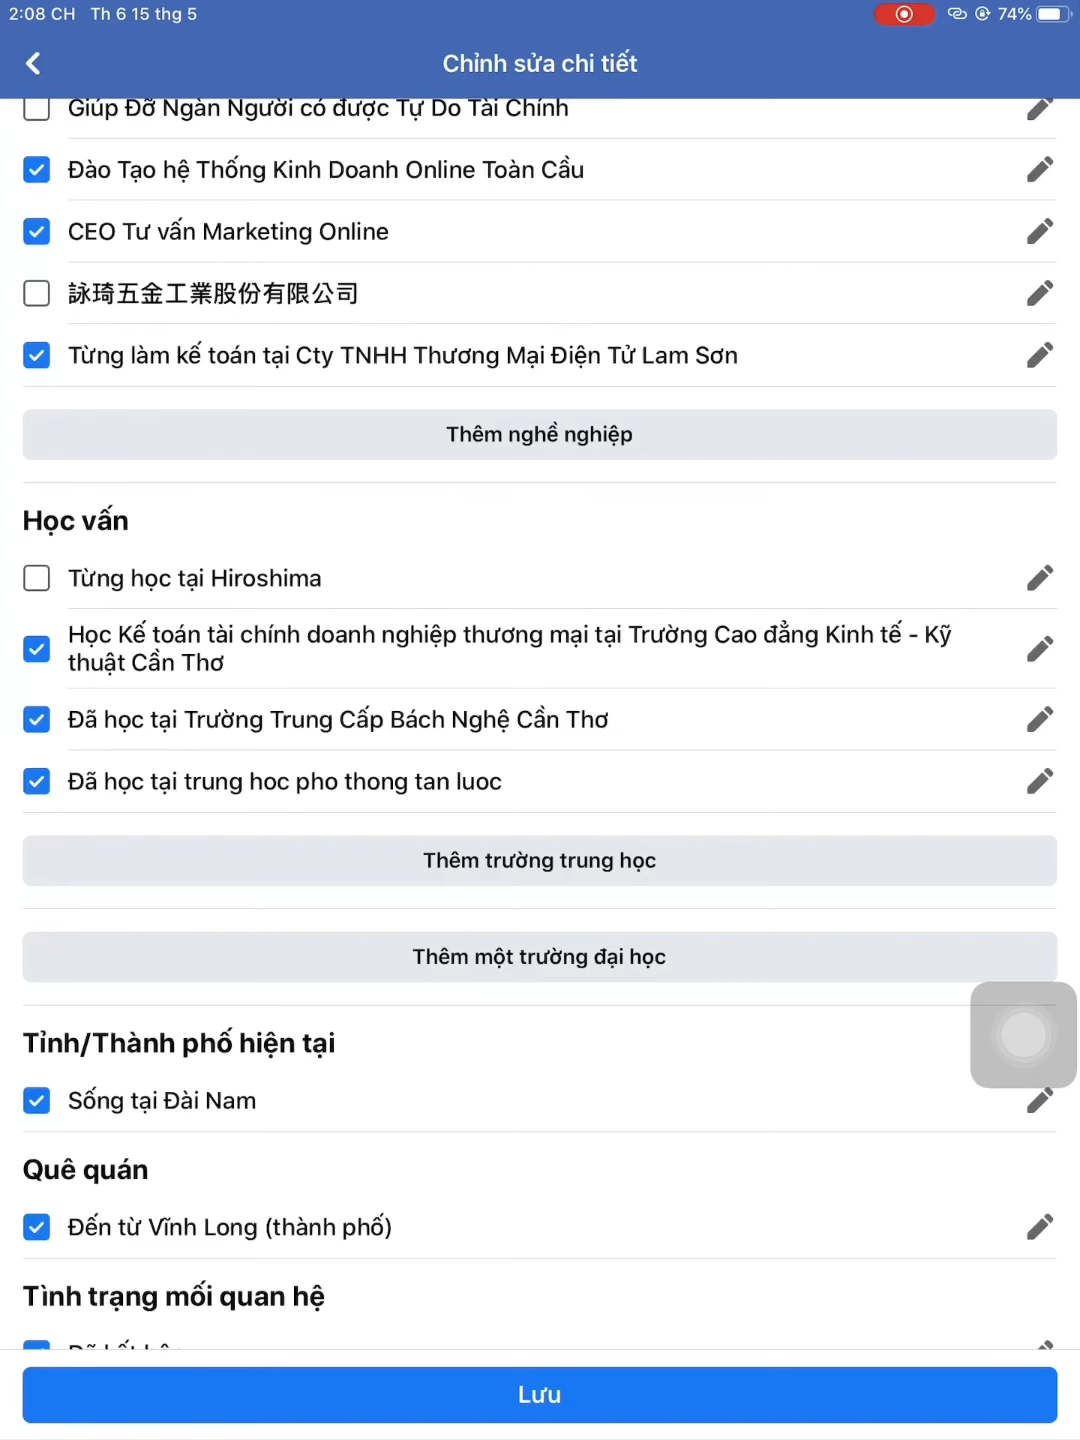 2:08 CH Th 6 15 thg 5
74%
Chỉnh sửa chi tiết
Giúp Đỡ Ngàn Người có được Tự Do Tài Chính
Đào Tạo hệ Thống Kinh Doanh Online Toàn Cầu
CEO Tư vấn Marketing Online
詠琦五金工業股份有限公司
Từng làm kế toán tại Cty TNHH Thương Mại Điện Tử Lam Sơn
Thêm nghề nghiệp
Học vấn
Từng học tại Hiroshima
Học Kế toán tài chính doanh nghiệp thương mại tại Trường Cao đẳng Kinh tế - Kỹ
thuật Cần Thơ
Đã học tại Trường Trung Cấp Bách Nghệ Cần Thơ
Đã học tại trung hoc pho thong tan luoc
Thêm trường trung học
Thêm một trường đại học
Tỉnh/Thành phố hiện tại
Sống tại Đài Nam
Quê quán
Đến từ Vĩnh Long (thành phố)
Tình trạng mối quan hệ
Lưu